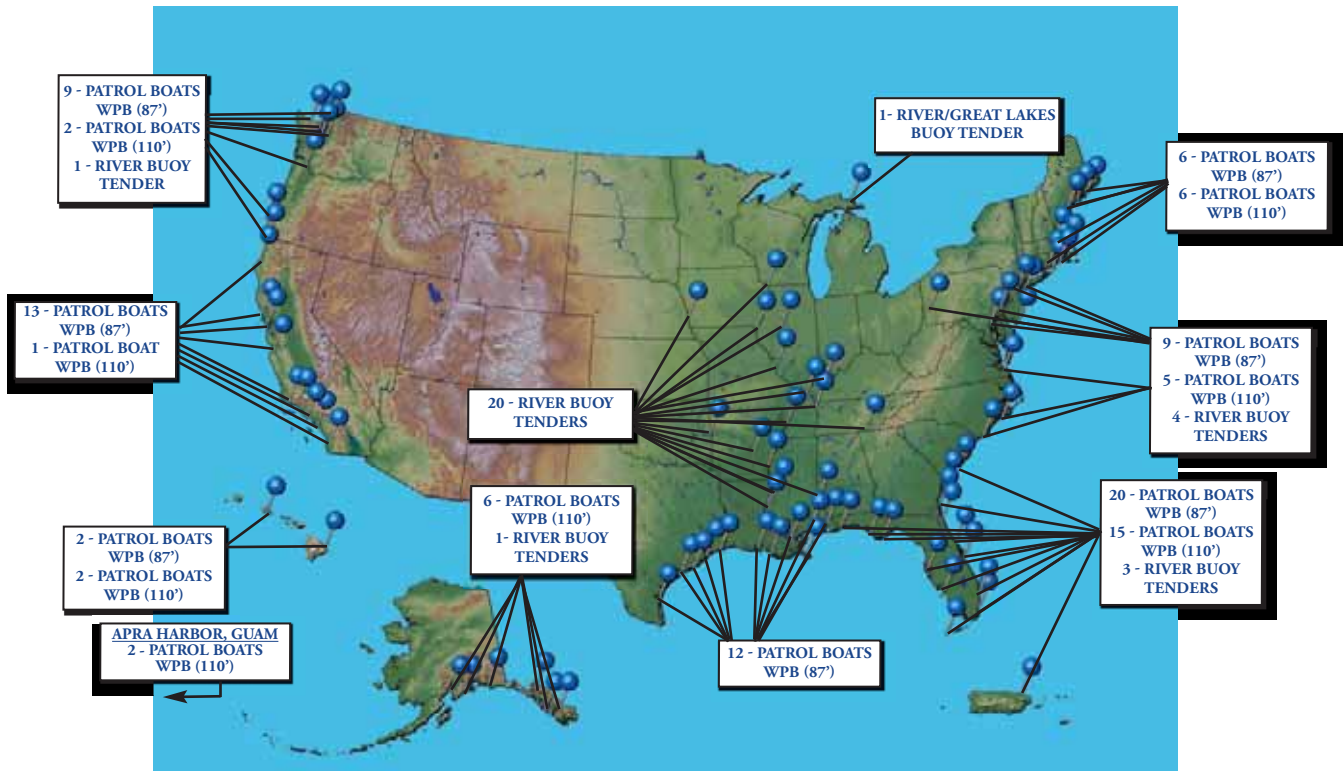 9 - PATROL BOATS
WPB (87’)
2 - PATROL BOATS
WPB (110’)
1 - RIVER BUOY
TENDER
1- RIVER/GREAT LAKES
BUOY TENDER
6 - PATROL BOATS
WPB (87’)
6 - PATROL BOATS
WPB (110’)
13 - PATROL BOATS
WPB (87’)
1 - PATROL BOAT
WPB (110’)
9 - PATROL BOATS
WPB (87’)
5 - PATROL BOATS
WPB (110’)
4 - RIVER BUOY
TENDERS
20 - RIVER BUOY
TENDERS
6 - PATROL BOATS
WPB (110’)
1- RIVER BUOY
TENDERS
20 - PATROL BOATS
WPB (87’)
15 - PATROL BOATS
WPB (110’)
3 - RIVER BUOY
TENDERS
2 - PATROL BOATS
WPB (87’)
2 - PATROL BOATS
WPB (110’)
APRA HARBOR, GUAM
2 - PATROL BOATS
WPB (110’)
12 - PATROL BOATS
WPB (87’)